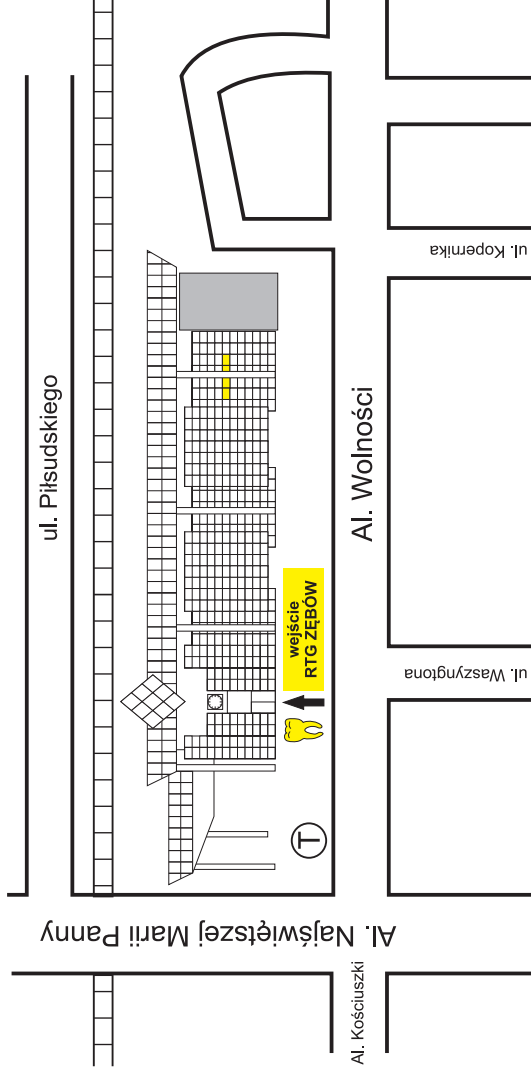 ul. Piłsudskiego
Al. Wolności
ul. Kopernika
ul. Waszyngtona
wejście
RTG ZĘBÓW
T
Al. Najświętszej Marii Panny
Al. Kościuszki